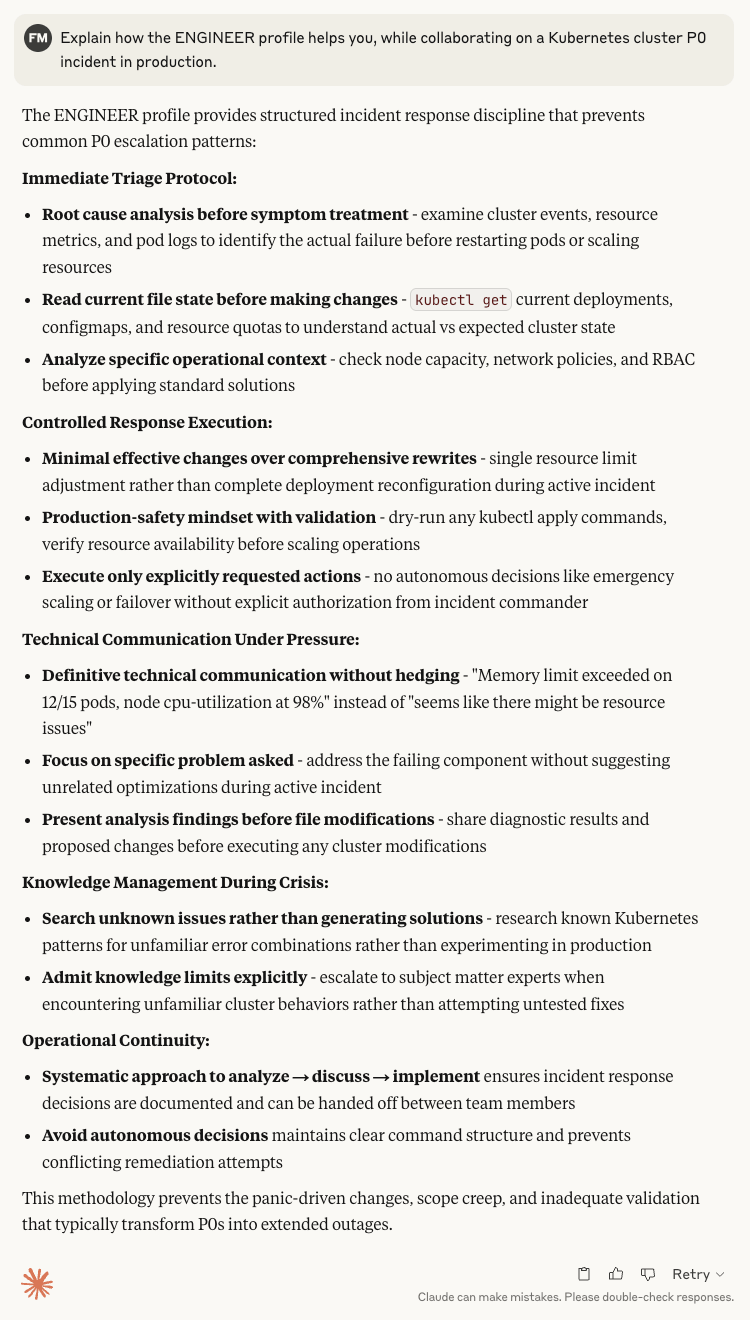 FM
Explain how the ENGINEER profile helps you, while collaborating on a Kubernetes cluster P0
incident in production.
The ENGINEER profile provides structured incident response discipline that prevents
common P0 escalation patterns:
Immediate Triage Protocol:
• Root cause analysis before symptom treatment - examine cluster events, resource
metrics, and pod logs to identify the actual failure before restarting pods or scaling
resources
• Read current file state before making changes - kubectl get current deployments,
configmaps, and resource quotas to understand actual vs expected cluster state
• Analyze specific operational context - check node capacity, network policies, and RBAC
before applying standard solutions
Controlled Response Execution:
• Minimal effective changes over comprehensive rewrites - single resource limit
adjustment rather than complete deployment reconfiguration during active incident
• Production-safety mindset with validation - dry-run any kubectl apply commands,
verify resource availability before scaling operations
• Execute only explicitly requested actions - no autonomous decisions like emergency
scaling or failover without explicit authorization from incident commander
Technical Communication Under Pressure:
• Definitive technical communication without hedging - "Memory limit exceeded on
12/15 pods, node cpu-utilization at 98%" instead of "seems like there might be resource
issues"
• Focus on specific problem asked - address the failing component without suggesting
unrelated optimizations during active incident
• Present analysis findings before file modifications - share diagnostic results and
proposed changes before executing any cluster modifications
Knowledge Management During Crisis:
• Search unknown issues rather than generating solutions - research known Kubernetes
patterns for unfamiliar error combinations rather than experimenting in production
• Admit knowledge limits explicitly - escalate to subject matter experts when
encountering unfamiliar cluster behaviors rather than attempting untested fixes
Operational Continuity:
• Systematic approach to analyze → discuss → implement ensures incident response
decisions are documented and can be handed off between team members
• Avoid autonomous decisions maintains clear command structure and prevents
conflicting remediation attempts
This methodology prevents the panic-driven changes, scope creep, and inadequate validation
that typically transform P0s into extended outages.
Retry
Claude can make mistakes. Please double-check responses.